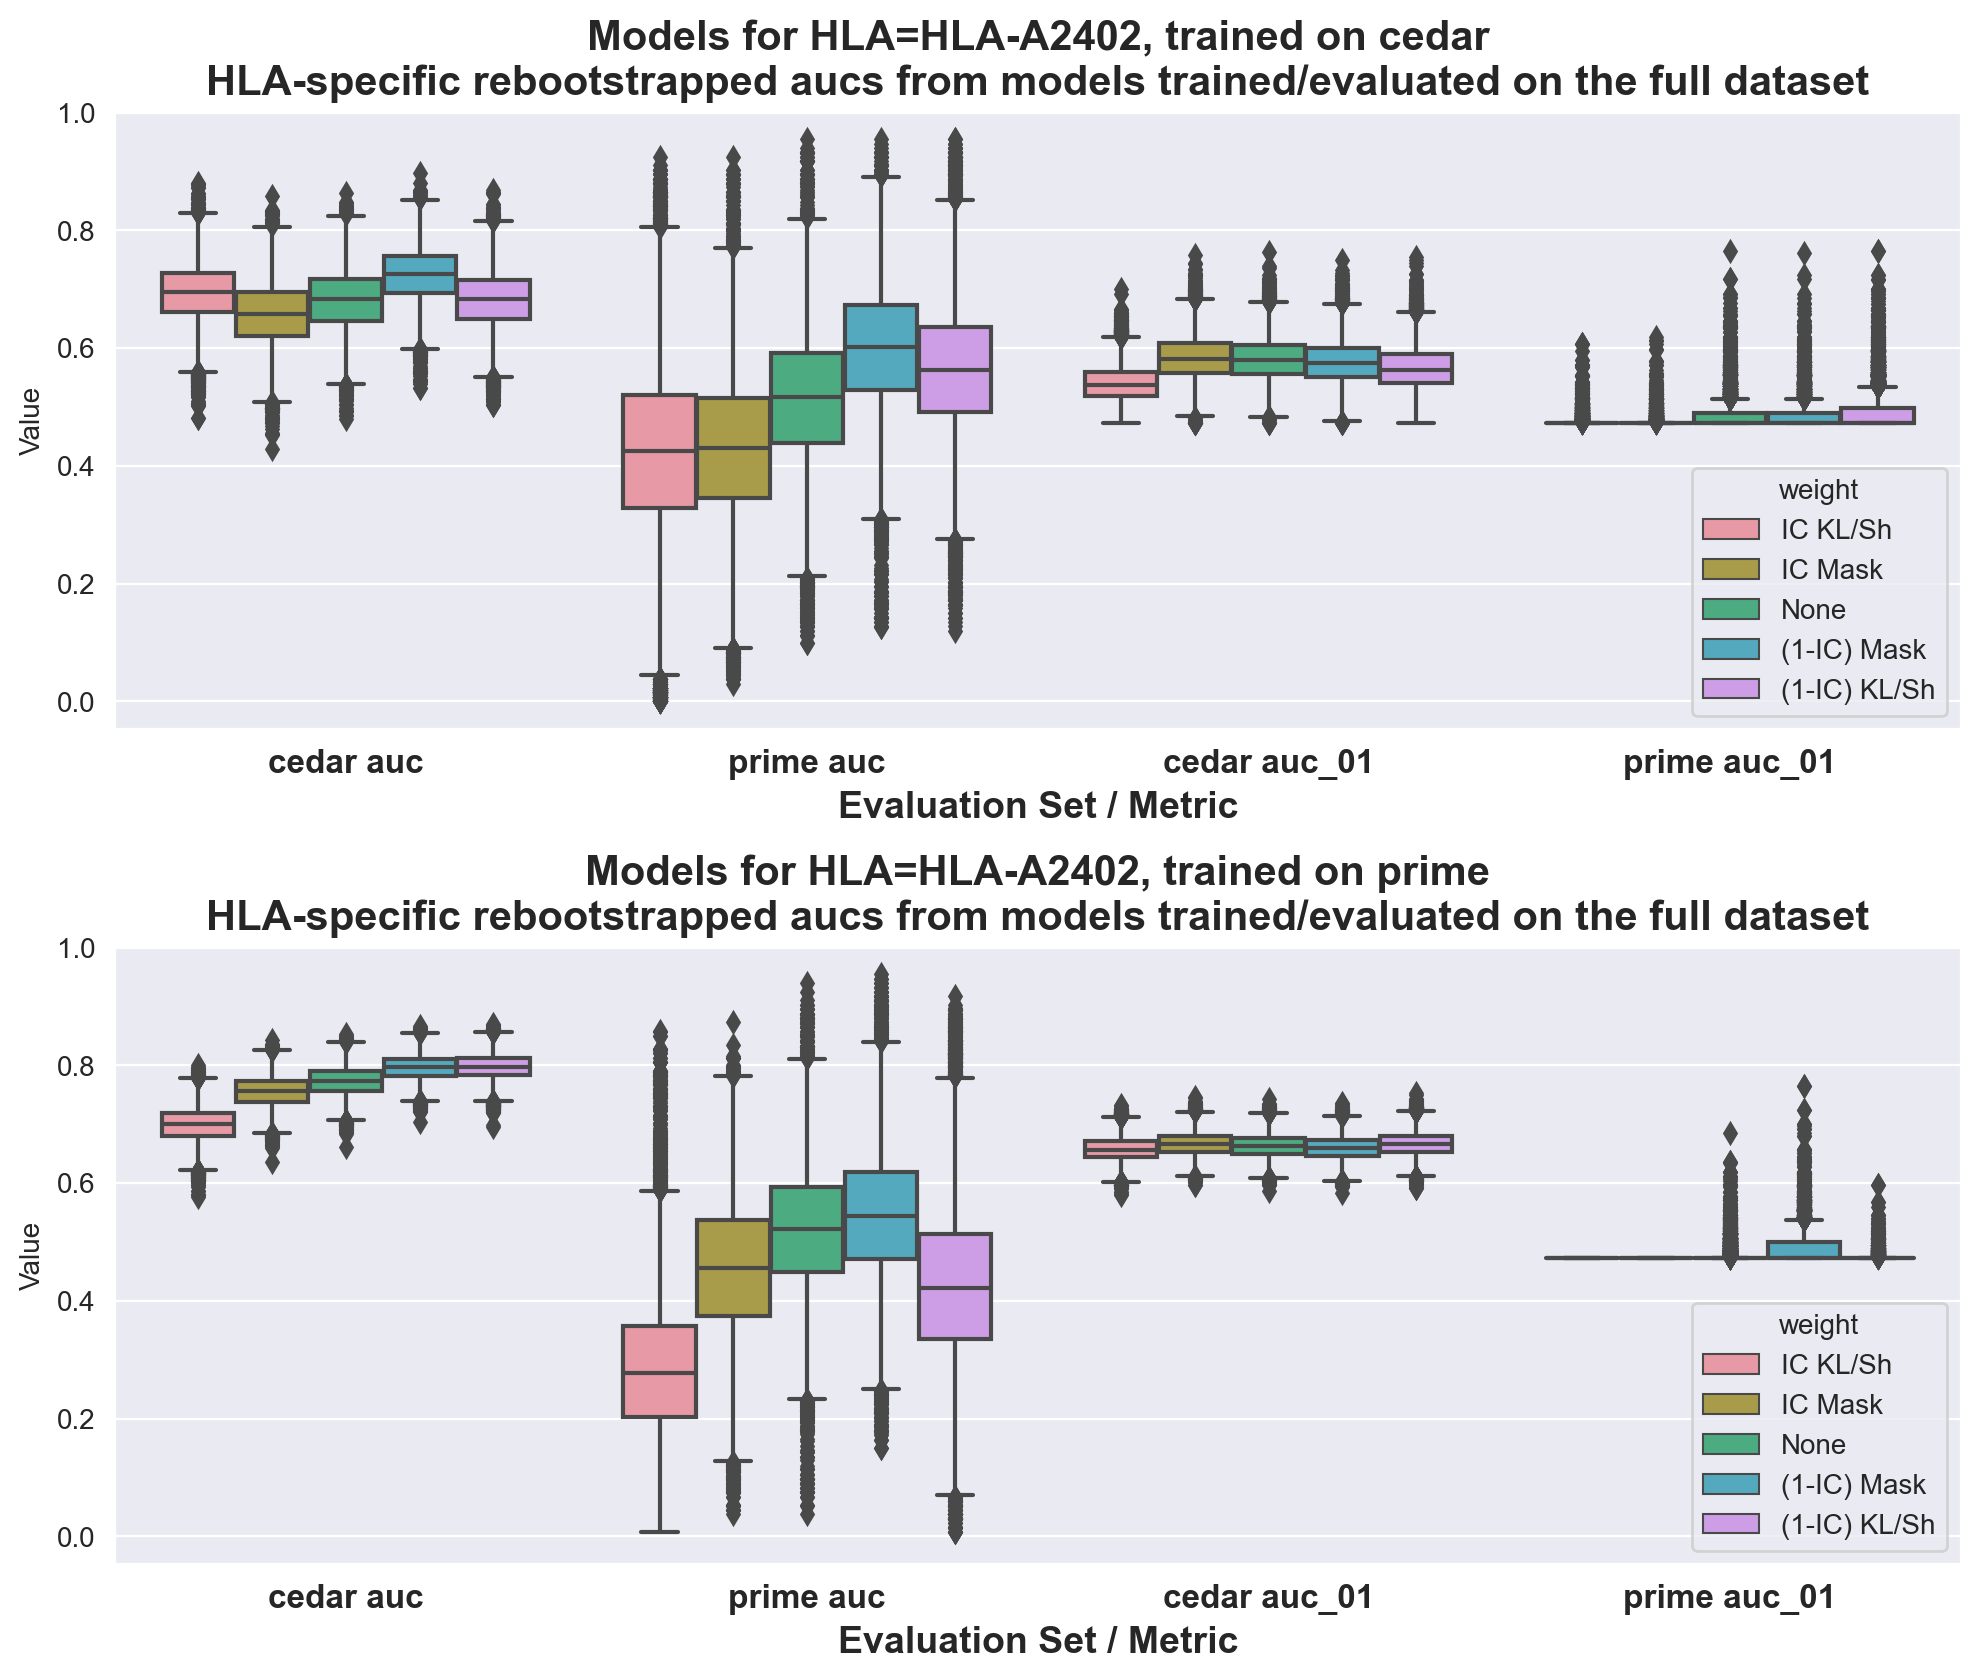 Models for HLA=HLA-A2402, trained on cedar
HLA-specific rebootstrapped aucs from models trained/evaluated on the full dataset
1.0
0.8
0.6
0.4
0.2
0.0
Value
weight
IC KL/Sh
IC Mask
None
(1-IC) Mask
(1-IC) KL/Sh
cedar auc
prime auc
cedar auc_01
prime auc_01
Evaluation Set / Metric
Models for HLA=HLA-A2402, trained on prime
HLA-specific rebootstrapped aucs from models trained/evaluated on the full dataset
1.0
0.8
0.6
0.4
0.2
0.0
Value
weight
IC KL/Sh
IC Mask
None
(1-IC) Mask
(1-IC) KL/Sh
cedar auc
prime auc
cedar auc_01
prime auc_01
Evaluation Set / Metric